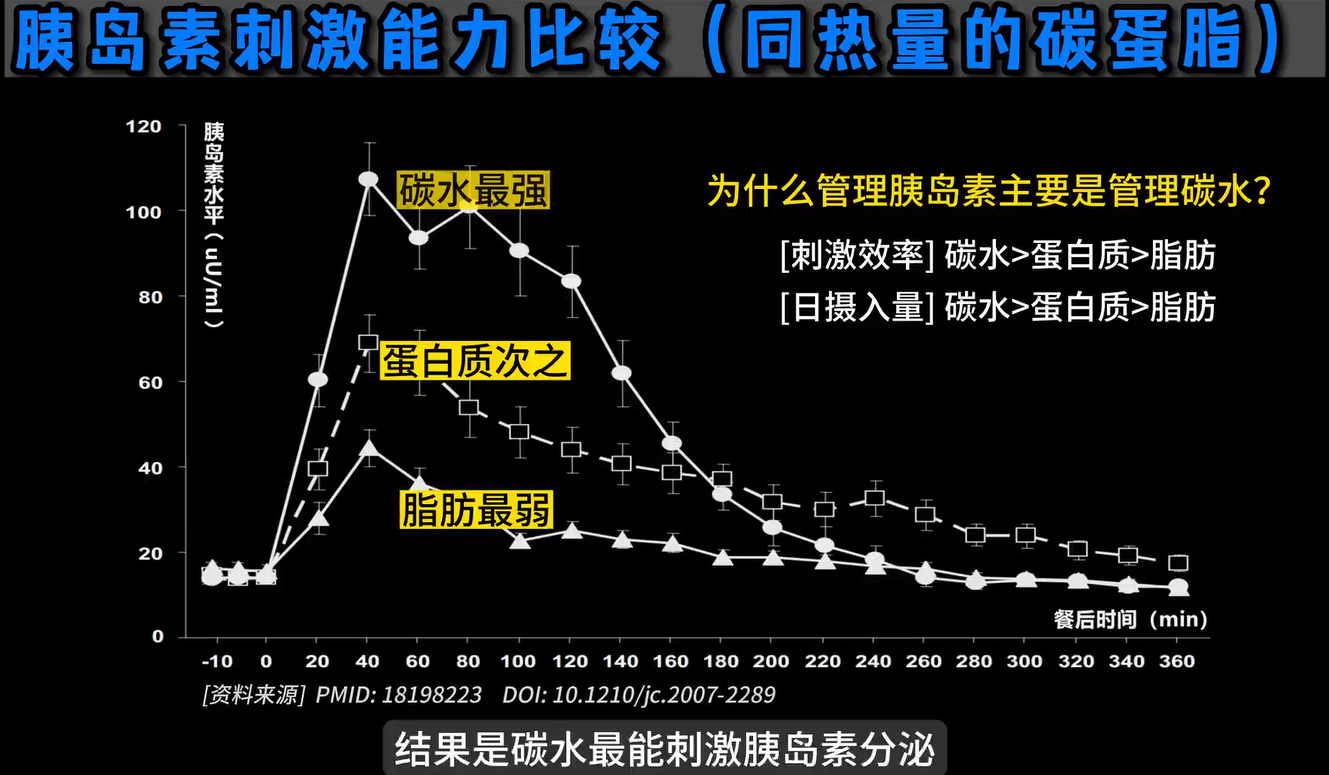 胰岛素刺激能力比较（同热量的碳蛋脂）
胰岛素水平（uU/ml）
120
100
80
60
40
20
0
碳水最强
蛋白质次之
脂肪最弱
为什么管理胰岛素主要是管理碳水？
[刺激效率] 碳水>蛋白质>脂肪
[日摄入量] 碳水>蛋白质>脂肪
餐后时间（min）
-10 0 20 40 60 80 100 120 140 160 180 200 220 240 260 280 300 320 340 360
[资料来源] PMID: 18198223 DOI: 10.1210/jc.2007-2289
结果是碳水最能刺激胰岛素分泌